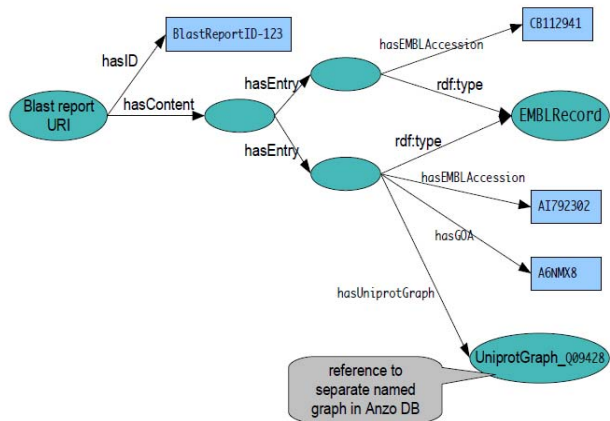 BlastReportID-123
CB112941
hasEMBLAccession
hasID
rdf:type
hasEntry
Blast report
URI
hasContent
EMBLRecord
hasEntry
rdf:type
hasEMBLAccession
AI792302
hasGOA
A6NMX8
hasUniprotGraph
UniprotGraph_Q09428
reference to
separate named
graph in Anzo DB